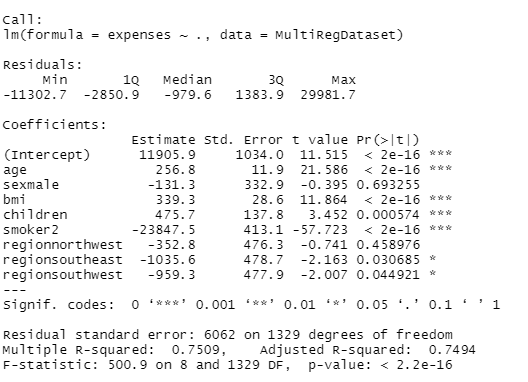 Call:
lm(formula = expenses ~ ., data = MultiRegDataset)
Residuals:
Min 1Q Median 3Q Max
-11302.7 -2850.9 -979.6 1383.9 29981.7
Coefficients:
Estimate Std. Error t value Pr(>|t|)
(Intercept) 11905.9 1034.0 11.515 < 2e-16 ***
age 256.8 11.9 21.586 < 2e-16 ***
sexmale -131.3 332.9 -0.395 0.693255
bmi 339.3 28.6 11.864 < 2e-16 ***
children 475.7 137.8 3.452 0.000574 ***
smoker2 -23847.5 413.1 -57.723 < 2e-16 ***
regionnorthwest -352.8 476.3 -0.741 0.458976
regionsoutheast -1035.6 478.7 -2.163 0.030685 *
regionsouthwest -959.3 477.9 -2.007 0.044921 *
---
Signif. codes: 0 ‘***’ 0.001 ‘**’ 0.01 ‘*’ 0.05 ‘.’ 0.1 ‘ ’ 1
Residual standard error: 6062 on 1329 degrees of freedom
Multiple R-squared: 0.7509, Adjusted R-squared: 0.7494
F-statistic: 500.9 on 8 and 1329 DF, p-value: < 2.2e-16